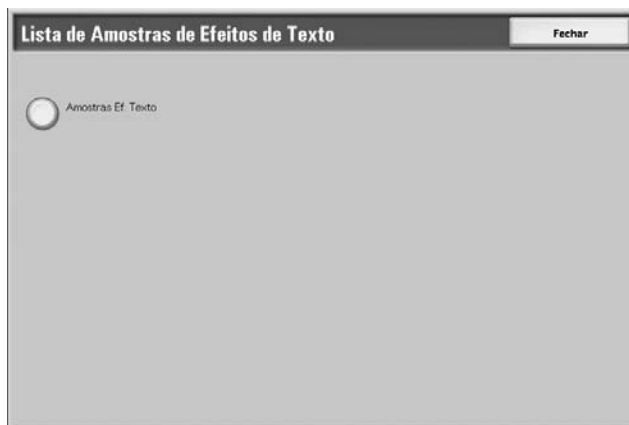 Lista de Amostras de Efeitos de Texto
Fechar
Amostras Ef. Texto